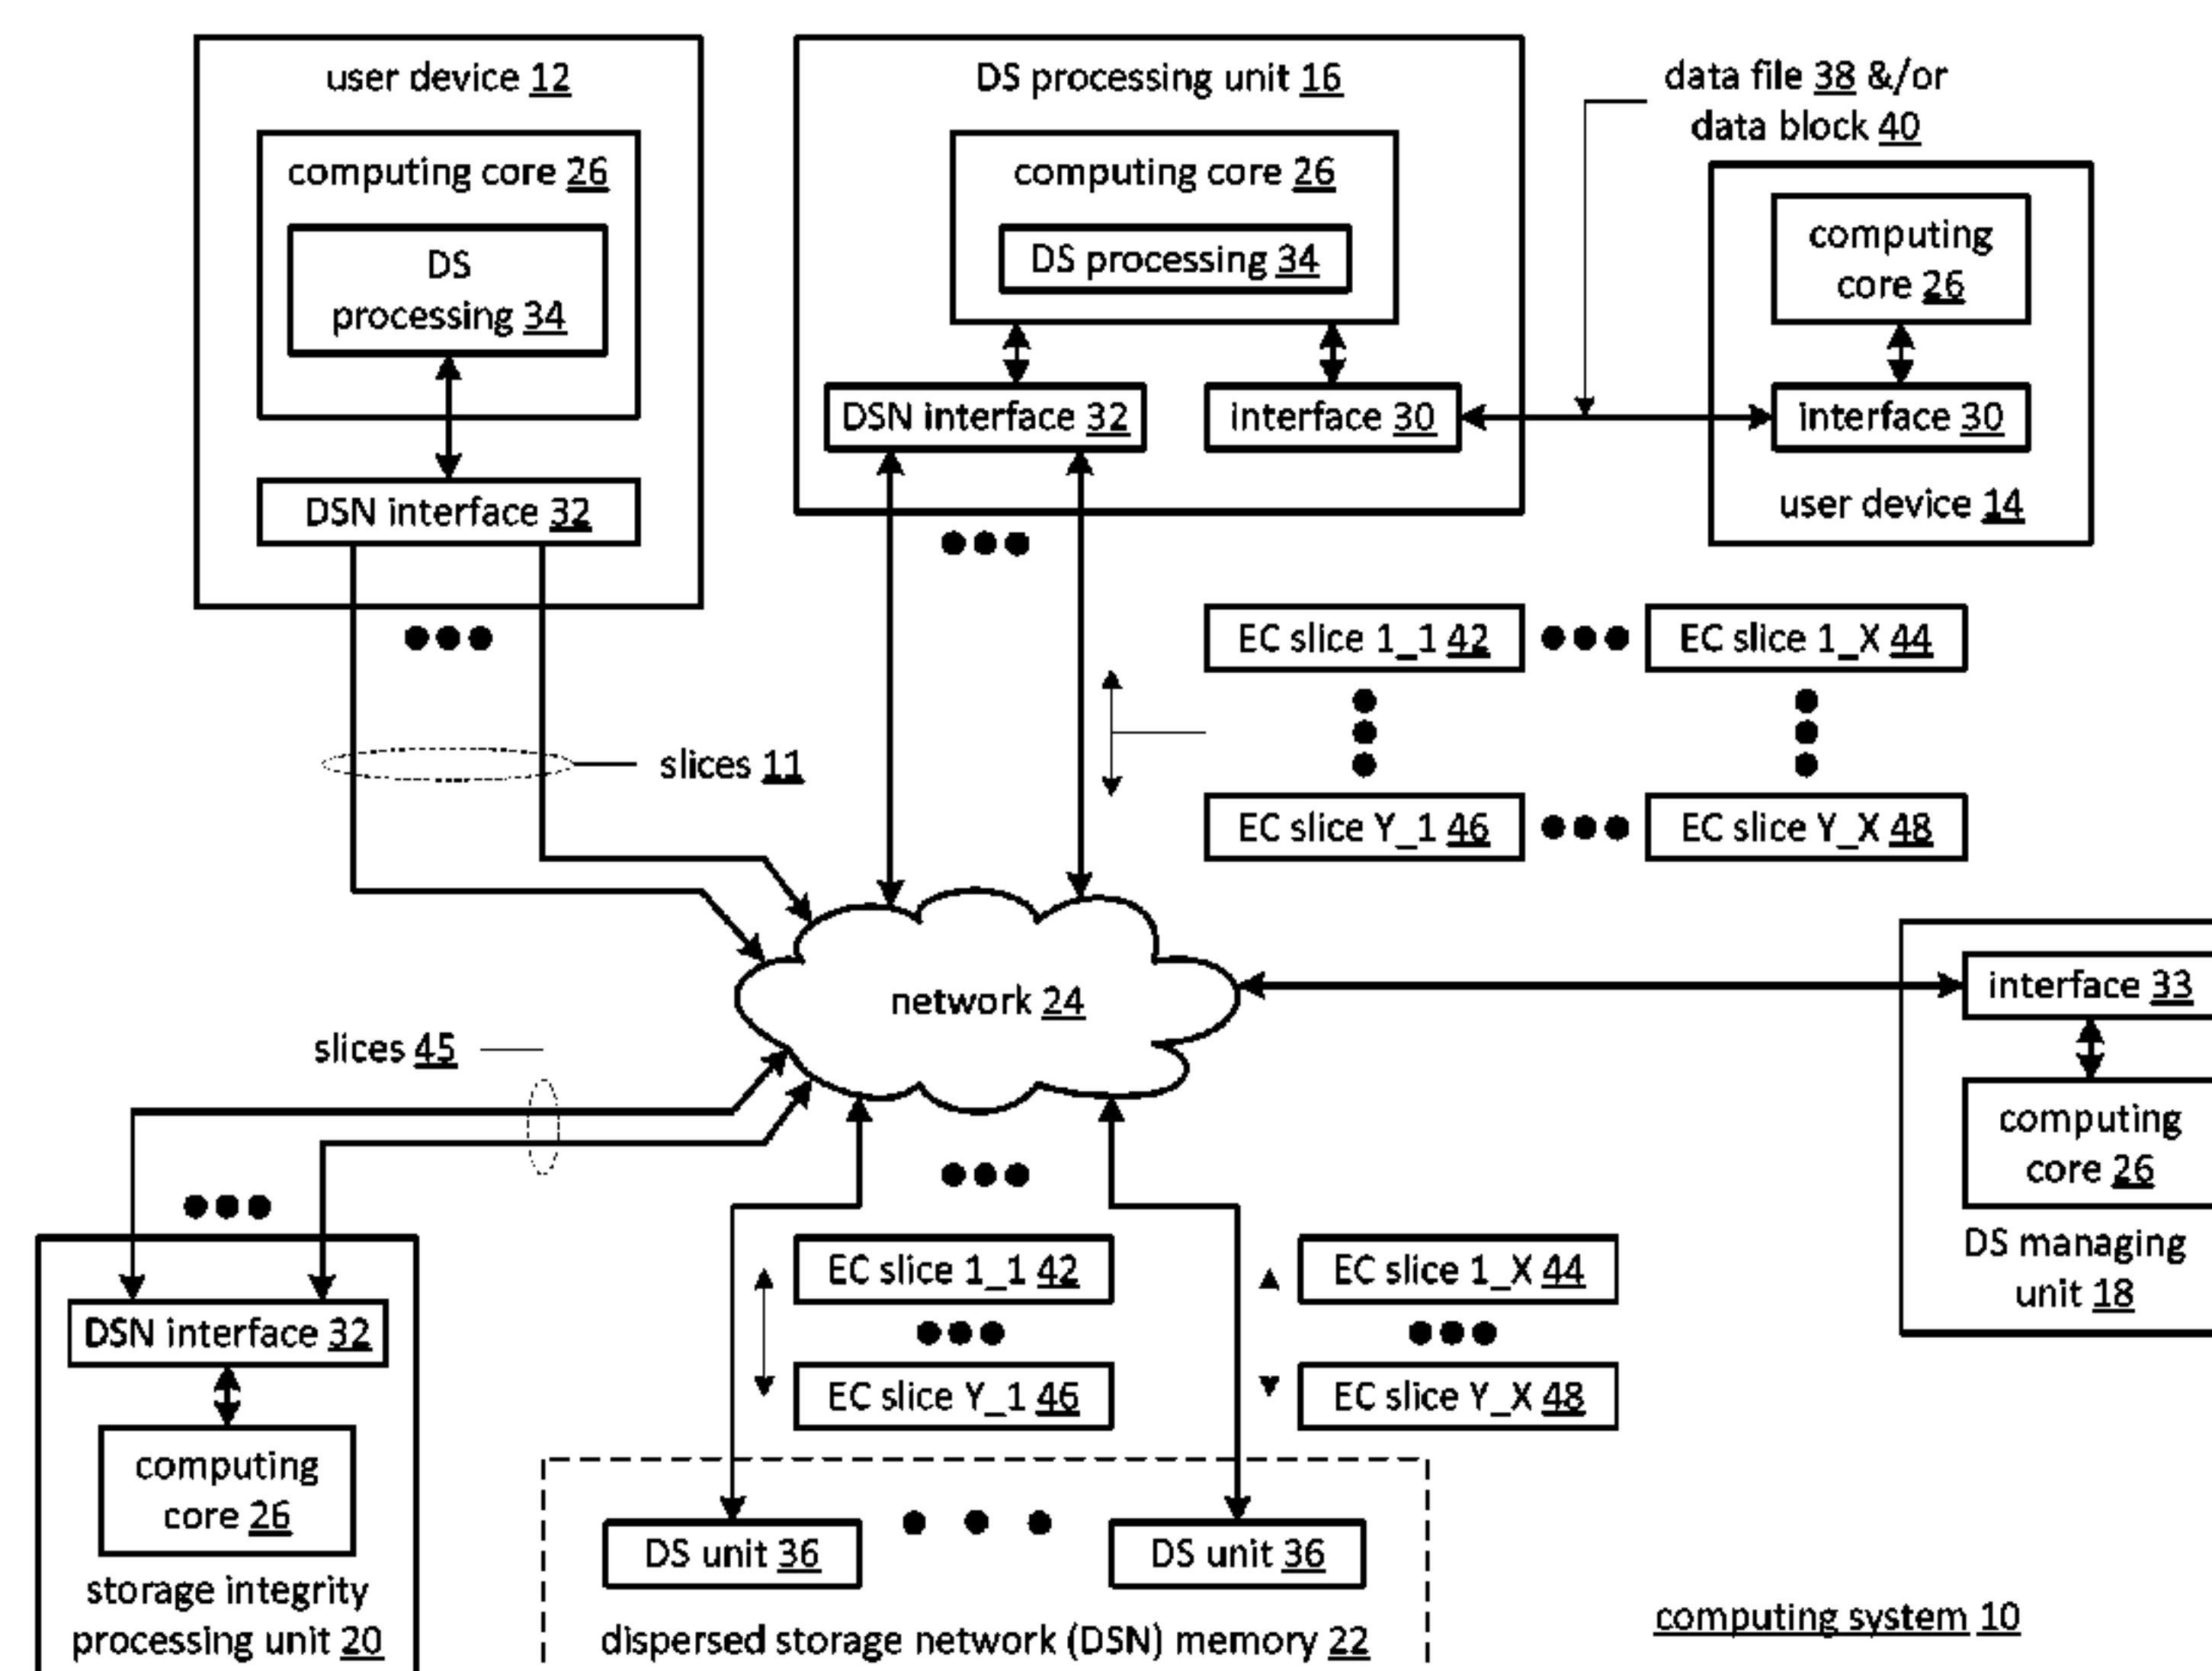 user device 12
computing core 26
DS
processing 34
DSN interface 32
DS processing unit 16
computing core 26
DS processing 34
DSN interface 32
interface 30
data file 38 &/or
data block 40
computing
core 26
interface 30
user device 14
slices 11
EC slice 1_1 42
EC slice 1_X 44
EC slice Y_1 46
EC slice Y_X 48
network 24
interface 33
computing
core 26
DS managing
unit 18
slices 45
DSN interface 32
computing
core 26
storage integrity
processing unit 20
EC slice 1_1 42
EC slice 1_X 44
EC slice Y_1 46
EC slice Y_X 48
DS unit 36
DS unit 36
dispersed storage network (DSN) memory 22
computing system 10